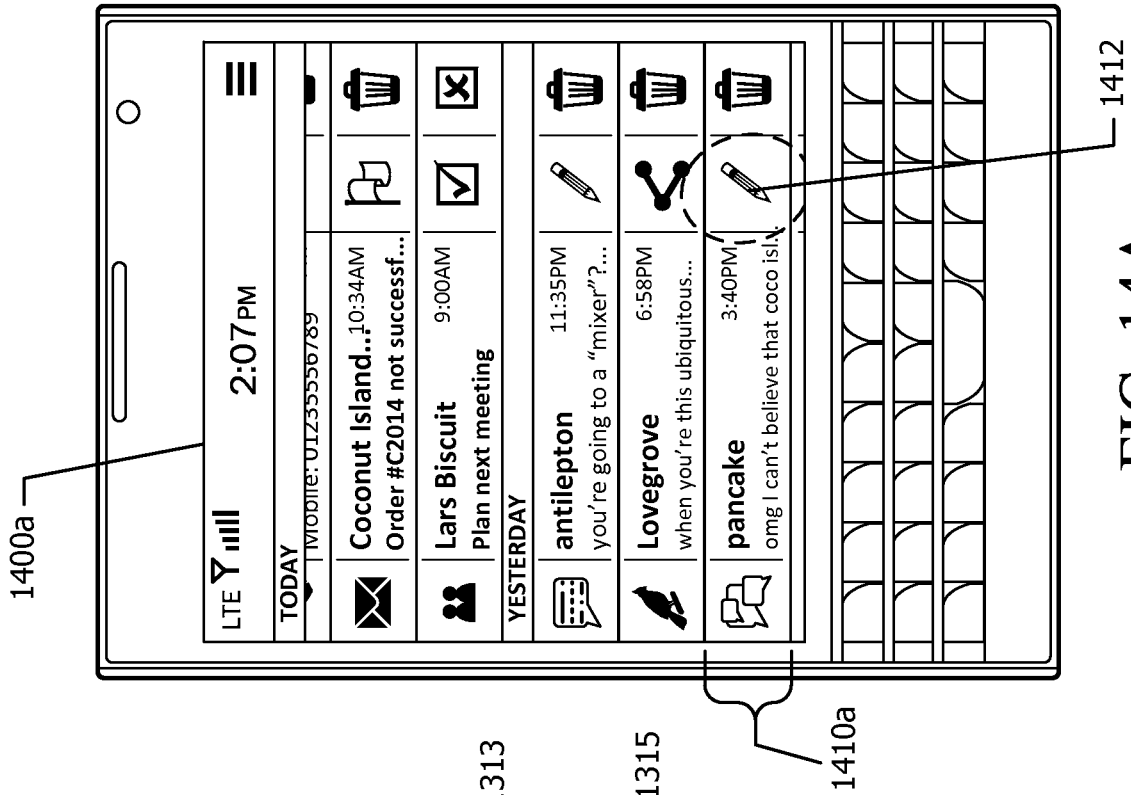 1400a
LTE 2:07PM
TODAY
Mobile: 01235556789
Coconut Island... 10:34AM
Order #C2014 not successf...
Lars Biscuit 9:00AM
Plan next meeting
YESTERDAY
antilepton 11:35PM
you're going to a “mixer”?...
Lovegrove 6:58PM
when you're this ubiquitous...
pancake 3:40PM
omg I can't believe that coco isl...
1313
1315
1410a
1412
FIG. 14A